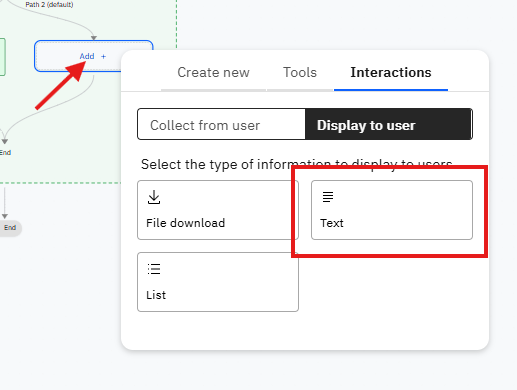 Path 2 (default)
Add +
Create new
Tools
Interactions
Collect from user
Display to user
Select the type of information to display to users
File download
Text
List
End
End